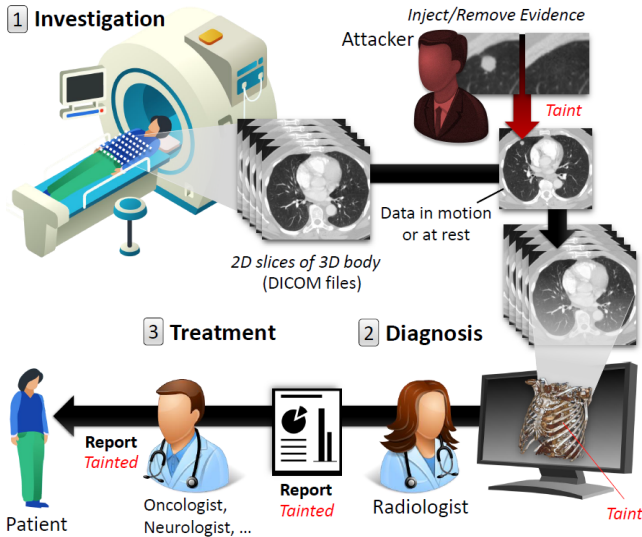 1 Investigation
Inject/Remove Evidence
Attacker
Taint
Data in motion
or at rest
2D slices of 3D body
(DICOM files)
3 Treatment
2 Diagnosis
Report
Tainted
Report
Tainted
Patient
Oncologist,
Neurologist, ...
Radiologist
Taint